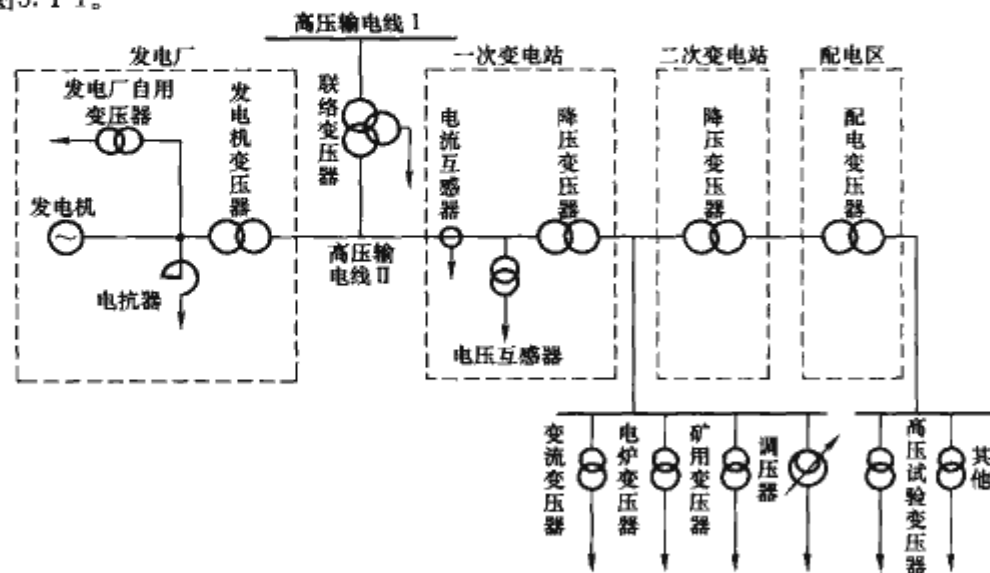 图5.1-1。
高压输电线Ⅰ
发电厂
一次变电站
二次变电站
配电区
发电厂自用
变压器
发电机变压器
联络变压器
电流互感器
降压变压器
降压变压器
配电变压器
发电机
高压输
电线Ⅱ
电抗器
电压互感器
变流变压器
电炉变压器
矿用变压器
调压器
高压试验变压器
其他